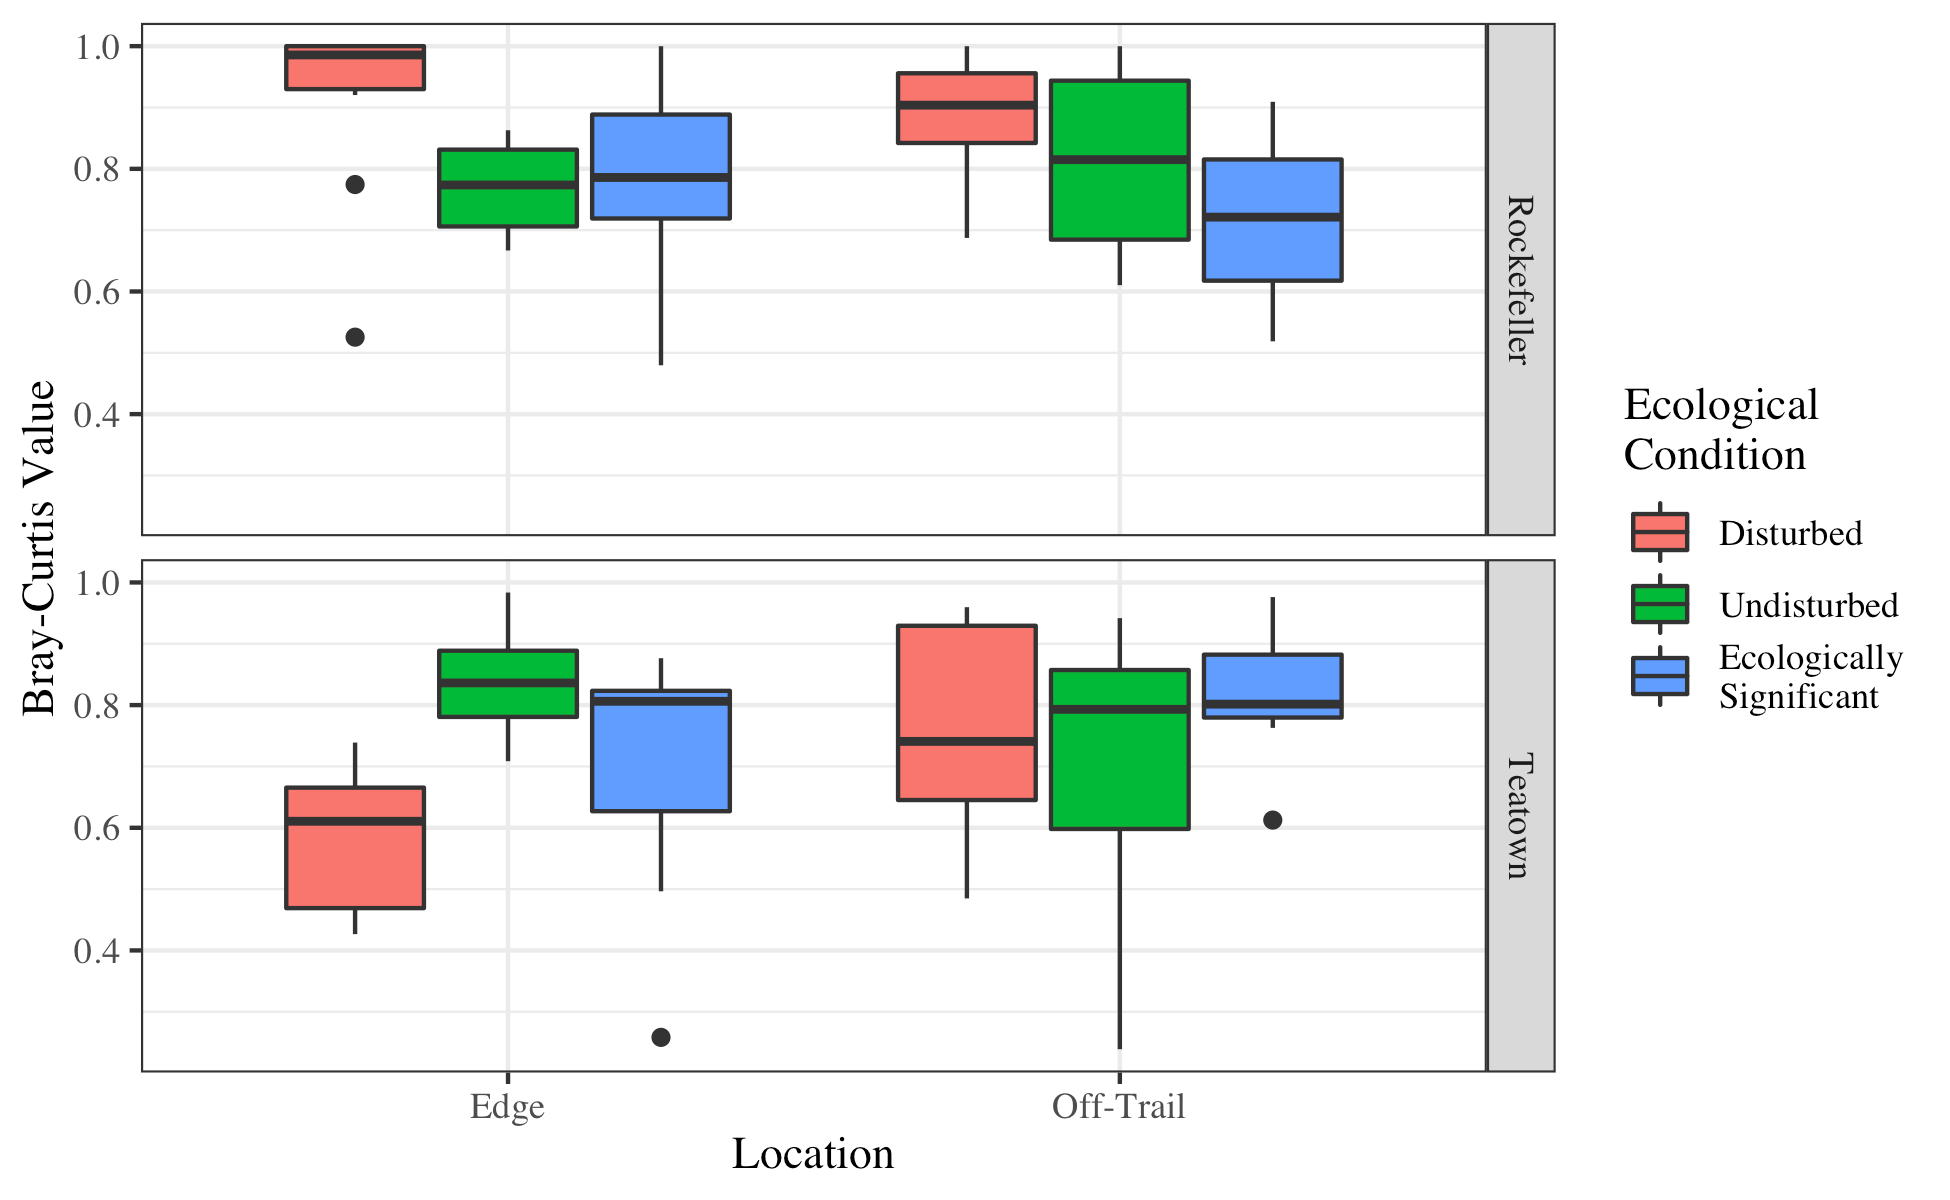 Bray-Curtis Value
1.0
0.8
0.6
0.4
Rockefeller
1.0
0.8
0.6
0.4
Teatown
Edge
Off-Trail
Location
Ecological
Condition
Disturbed
Undisturbed
Ecologically
Significant